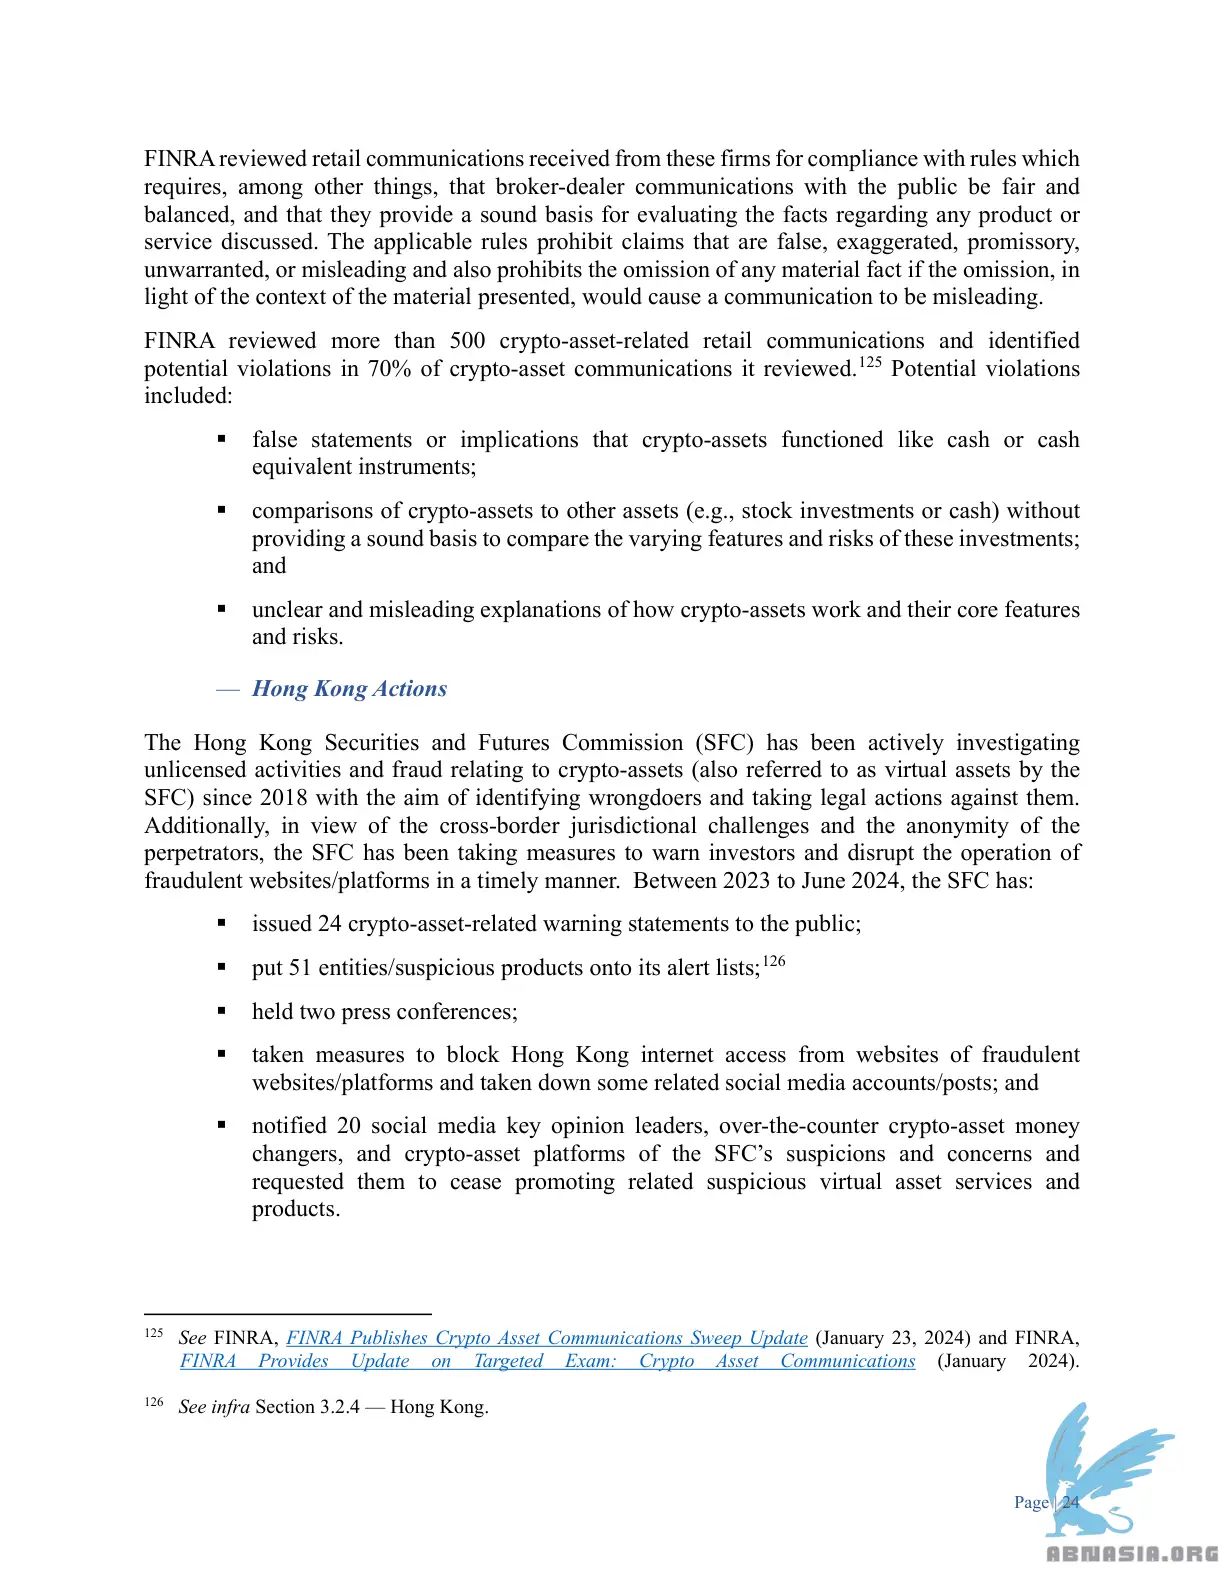 FINRA reviewed retail communications received from these firms for compliance with rules which
requires, among other things, that broker-dealer communications with the public be fair and
balanced, and that they provide a sound basis for evaluating the facts regarding any product or
service discussed. The applicable rules prohibit claims that are false, exaggerated, promissory,
unwarranted, or misleading and also prohibits the omission of any material fact if the omission, in
light of the context of the material presented, would cause a communication to be misleading.
FINRA reviewed more than 500 crypto-asset-related retail communications and identified
potential violations in 70% of crypto-asset communications it reviewed.125 Potential violations
included:
▪ false statements or implications that crypto-assets functioned like cash or cash
equivalent instruments;
▪ comparisons of crypto-assets to other assets (e.g., stock investments or cash) without
providing a sound basis to compare the varying features and risks of these investments;
and
▪ unclear and misleading explanations of how crypto-assets work and their core features
and risks.
— Hong Kong Actions
The Hong Kong Securities and Futures Commission (SFC) has been actively investigating
unlicensed activities and fraud relating to crypto-assets (also referred to as virtual assets by the
SFC) since 2018 with the aim of identifying wrongdoers and taking legal actions against them.
Additionally, in view of the cross-border jurisdictional challenges and the anonymity of the
perpetrators, the SFC has been taking measures to warn investors and disrupt the operation of
fraudulent websites/platforms in a timely manner. Between 2023 to June 2024, the SFC has:
▪ issued 24 crypto-asset-related warning statements to the public;
▪ put 51 entities/suspicious products onto its alert lists;126
▪ held two press conferences;
▪ taken measures to block Hong Kong internet access from websites of fraudulent
websites/platforms and taken down some related social media accounts/posts; and
▪ notified 20 social media key opinion leaders, over-the-counter crypto-asset money
changers, and crypto-asset platforms of the SFC’s suspicions and concerns and
requested them to cease promoting related suspicious virtual asset services and
products.
125 See FINRA, FINRA Publishes Crypto Asset Communications Sweep Update (January 23, 2024) and FINRA,
FINRA Provides Update on Targeted Exam: Crypto Asset Communications (January 2024).
126 See infra Section 3.2.4 — Hong Kong.
Page | 24
ABNASIA.ORG